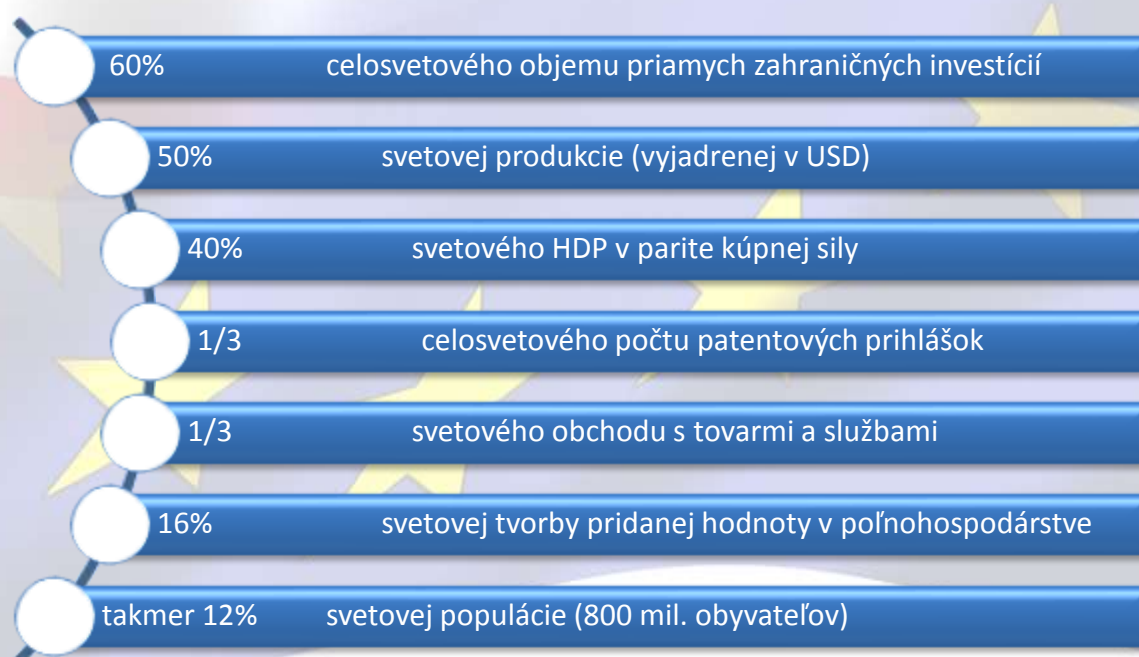 60% celosvetového objemu priamych zahraničných investícií
50% svetovej produkcie (vyjadrenej v USD)
40% svetového HDP v parite kúpnej sily
1/3 celosvetového počtu patentových prihlášok
1/3 svetového obchodu s tovarmi a službami
16% svetovej tvorby pridanej hodnoty v poľnohospodárstve
takmer 12% svetovej populácie (800 mil. obyvateľov)